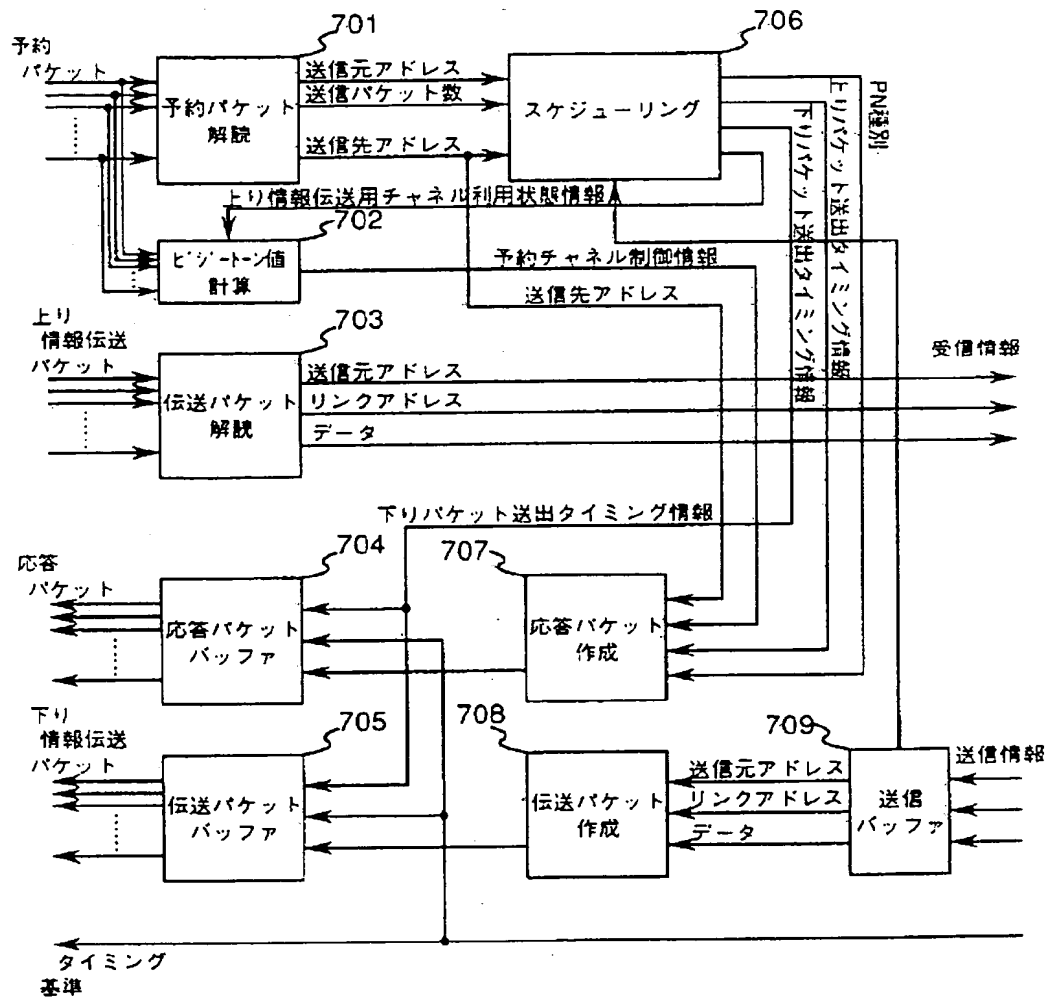 701
706
予約
パケット
予約パケット
解読
送信元アドレス
送信パケット数
送信先アドレス
スケジューリング
PN種別
上りパケット送出タイミング情報
下りパケット送出タイミング情報
上り情報伝送用チャネル利用状態情報
702
ビジートーン値
計算
予約チャネル制御情報
送信先アドレス
703
上り
情報伝送
パケット
伝送パケット
解読
送信元アドレス
リンクアドレス
データ
受信情報
下りパケット送出タイミング情報
704
707
応答
パケット
応答パケット
バッファ
応答パケット
作成
705
708
709
下り
情報伝送
パケット
伝送パケット
バッファ
伝送パケット
作成
送信元アドレス
リンクアドレス
データ
送信
バッファ
送信情報
タイミング
基準